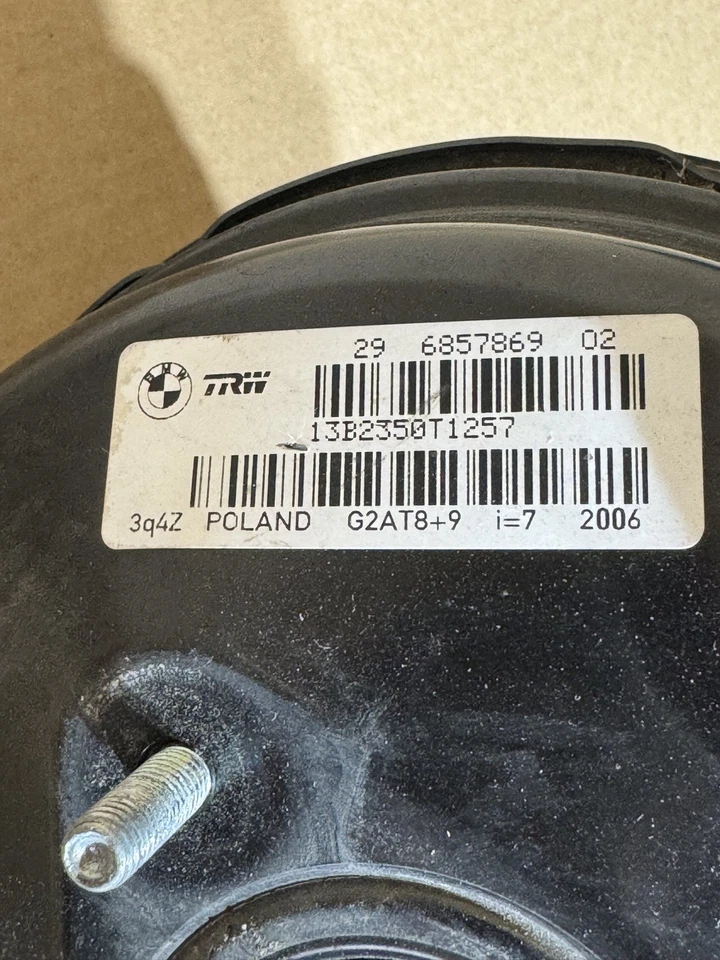 29 6857869 02
BMW TRW
13B2350T1257
3q4Z POLAND G2AT8+9 i=7 2006